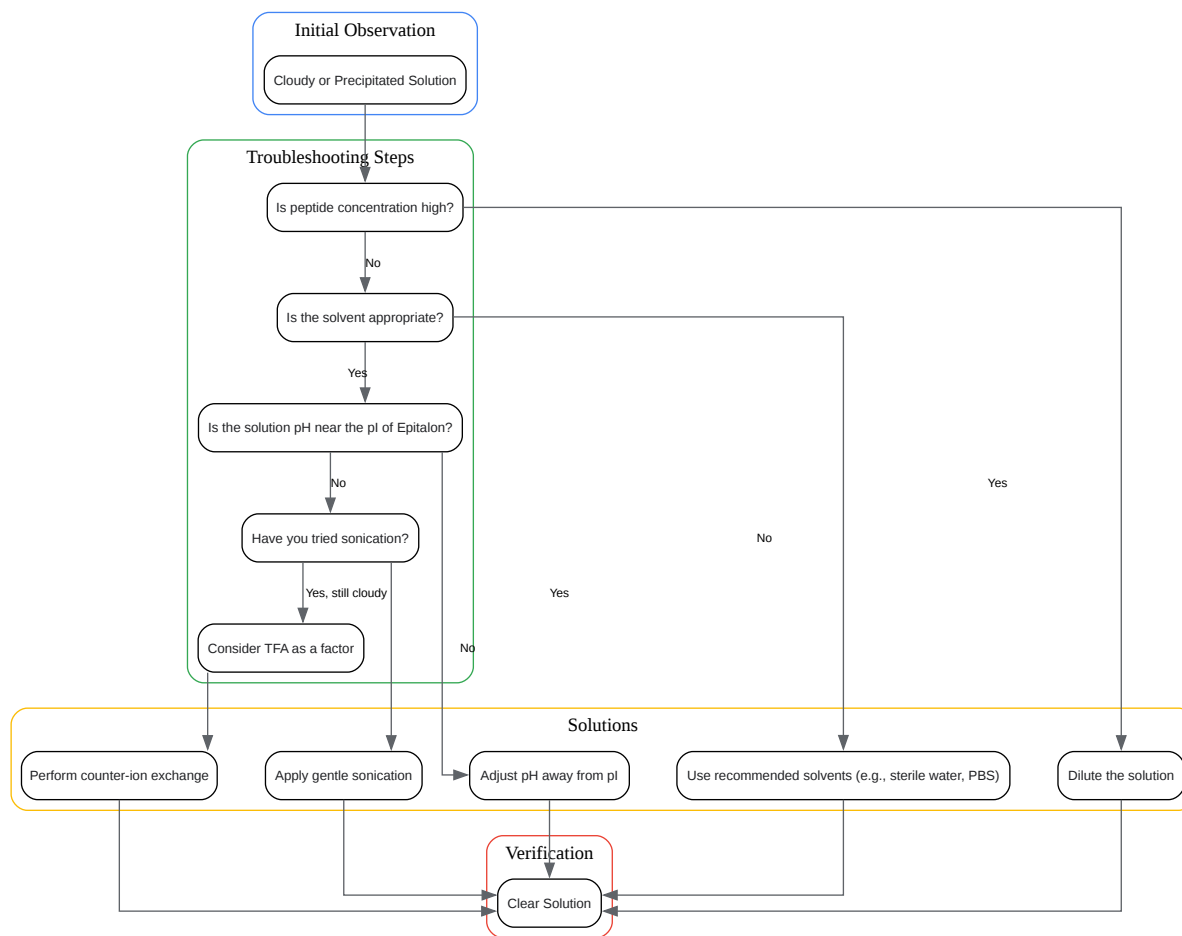 Initial Observation
Cloudy or Precipitated Solution
Troubleshooting Steps
Is peptide concentration high?
No
Is the solvent appropriate?
Yes
Is the solution pH near the pI of Epitalon?
No
Yes
Have you tried sonication?
No
Yes, still cloudy
Yes
Consider TFA as a factor
No
Solutions
Perform counter-ion exchange
Apply gentle sonication
Adjust pH away from pI
Use recommended solvents (e.g., sterile water, PBS)
Dilute the solution
Verification
Clear Solution